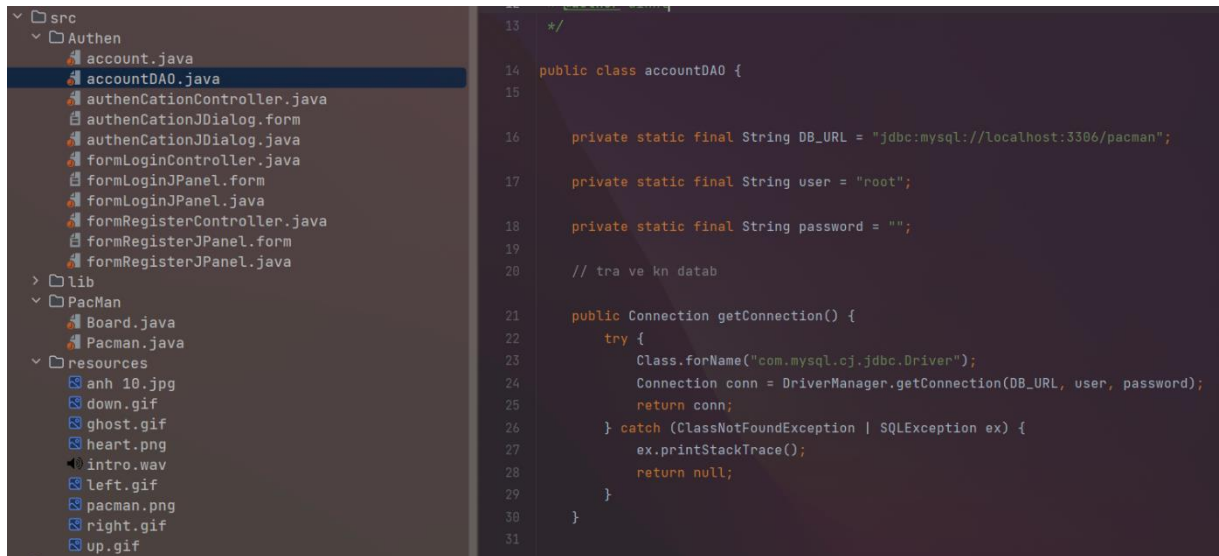 src
Authen
account.java
accountDAO.java
authenCationController.java
authenCationJDialog.form
authenCationJDialog.java
formLoginController.java
formLoginJPanel.form
formLoginJPanel.java
formRegisterController.java
formRegisterJPanel.form
formRegisterJPanel.java
lib
PacMan
Board.java
Pacman.java
resources
anh 10.jpg
down.gif
ghost.gif
heart.png
intro.wav
left.gif
pacman.png
right.gif
up.gif
12
13 */
14 public class accountDAO {
15
16 private static final String DB_URL = "jdbc:mysql://localhost:3306/pacman";
17 private static final String user = "root";
18 private static final String password = "";
19
20 // tra ve kn datab
21 public Connection getConnection() {
22 try {
23 Class.forName("com.mysql.cj.jdbc.Driver");
24 Connection conn = DriverManager.getConnection(DB_URL, user, password);
25 return conn;
26 } catch (ClassNotFoundException | SQLException ex) {
27 ex.printStackTrace();
28 return null;
29 }
30 }
31